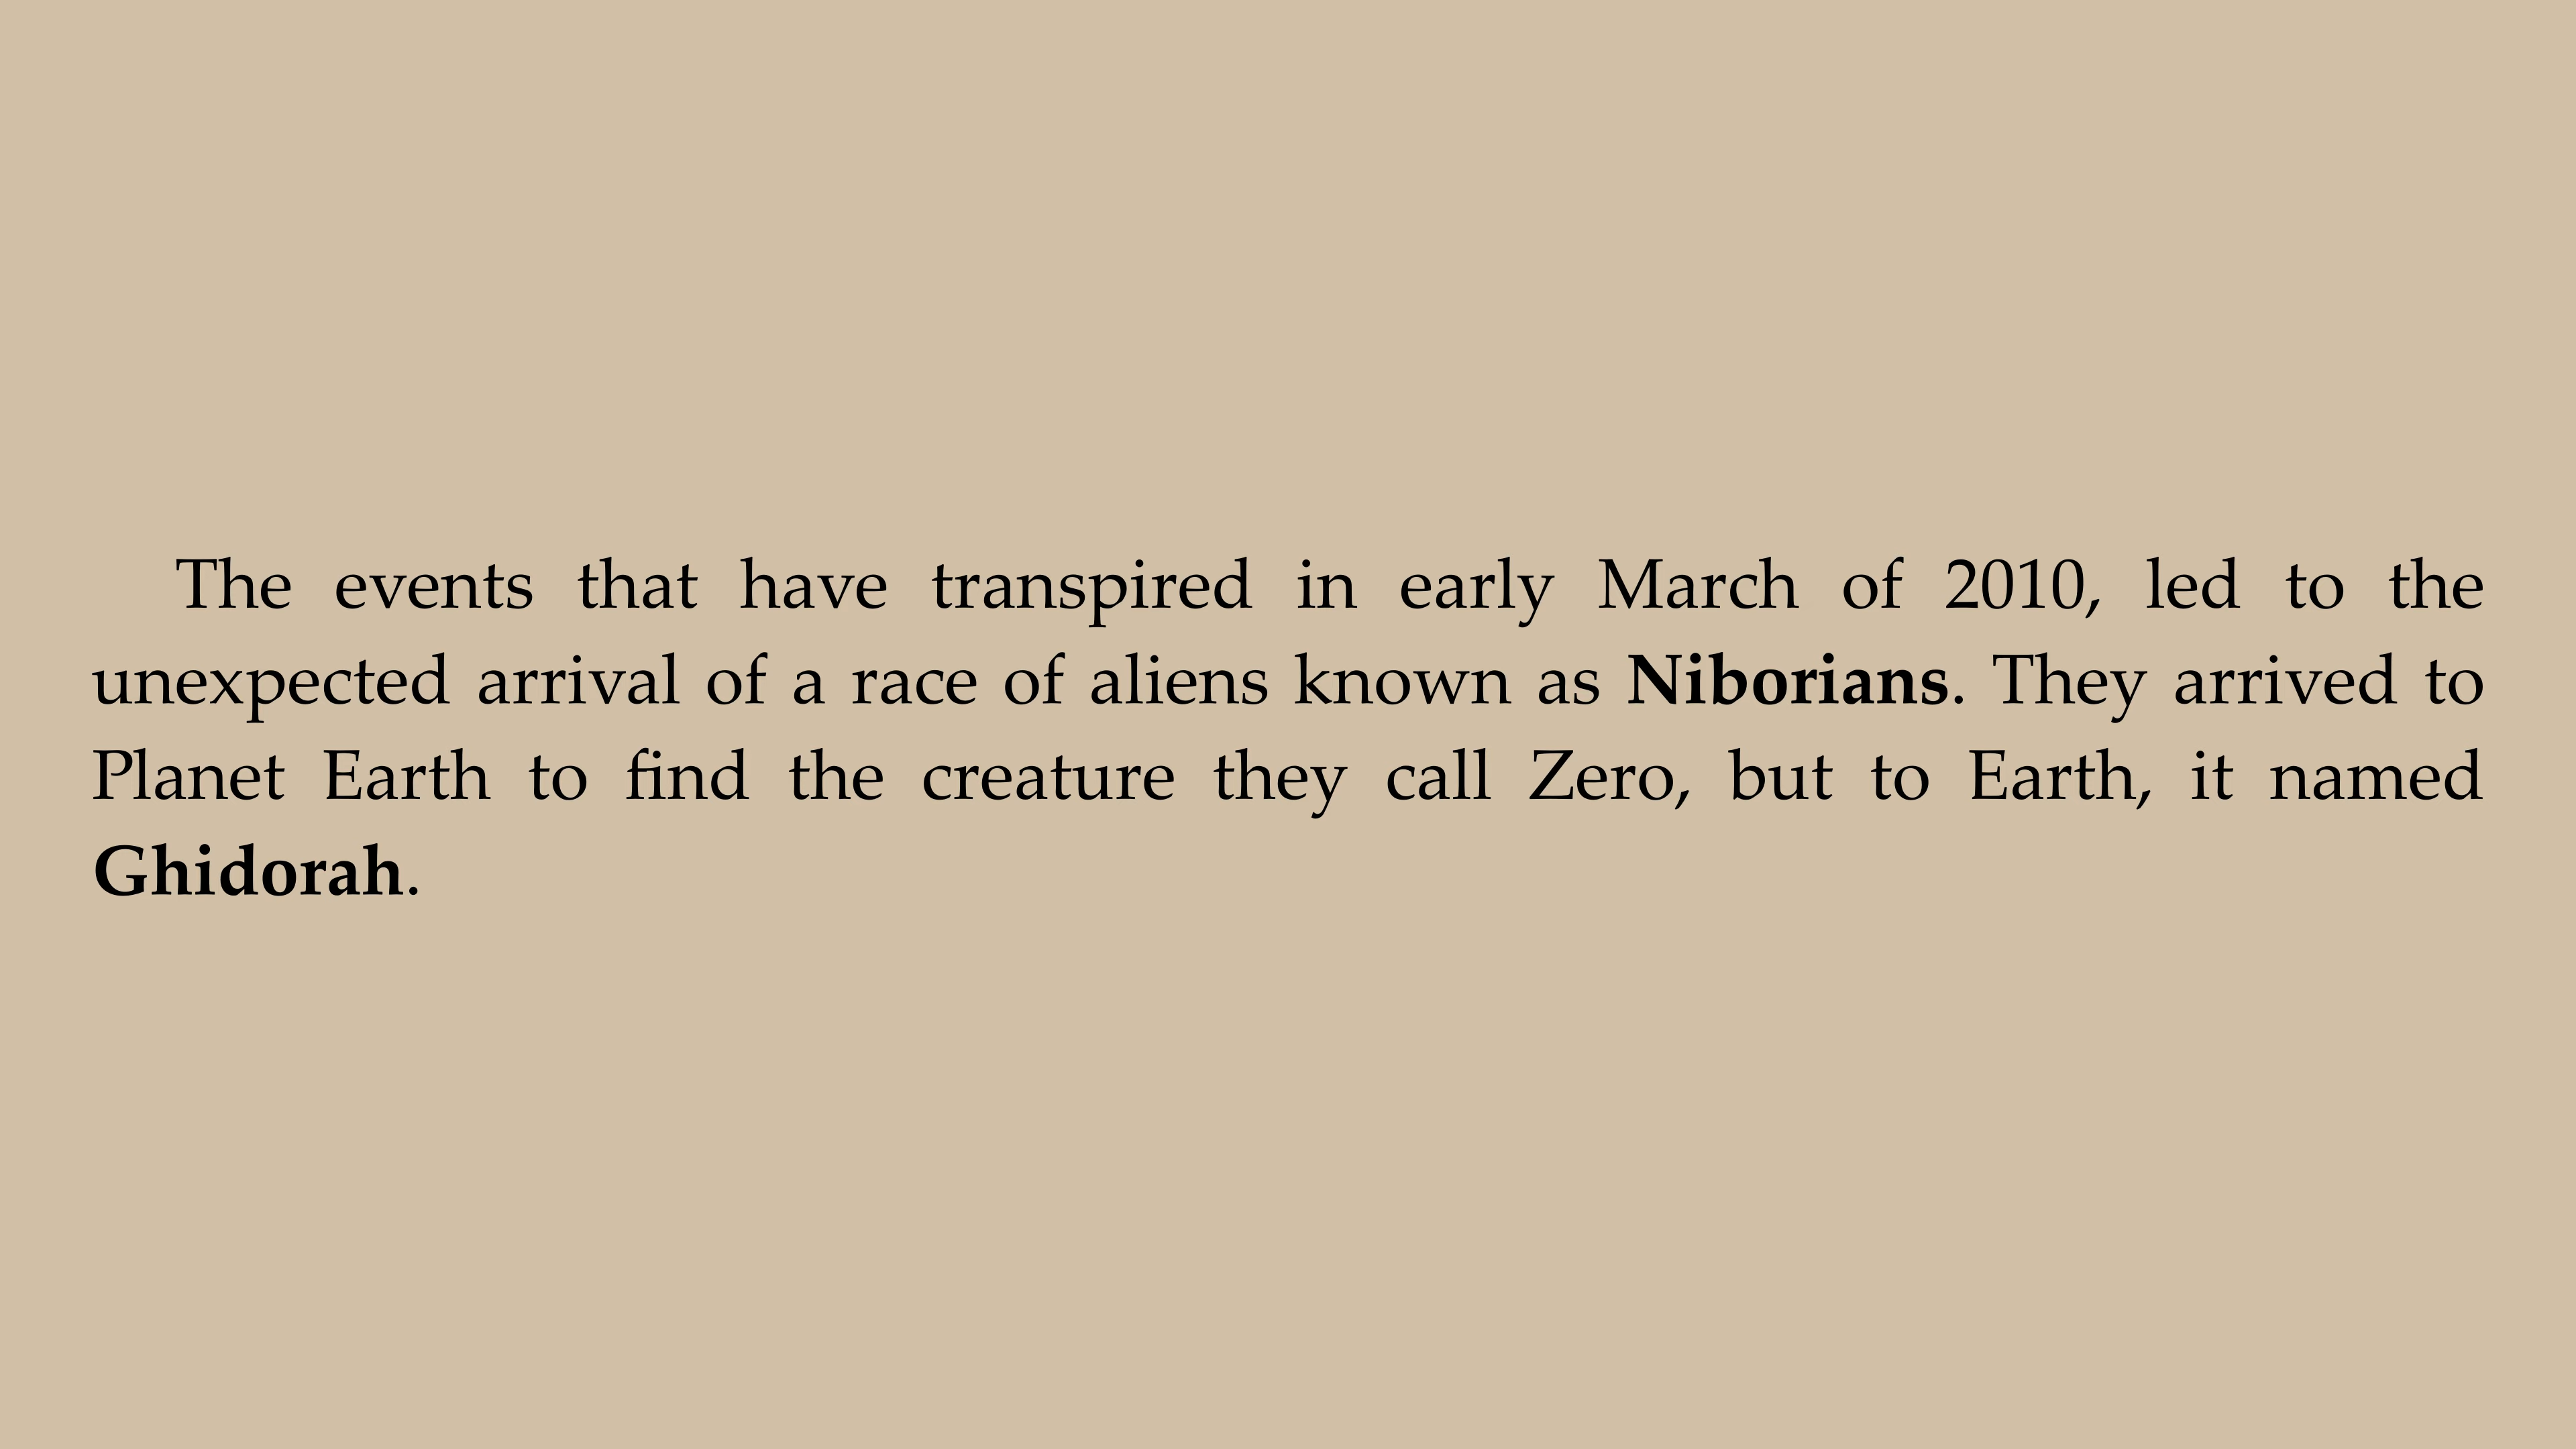 The events that have transpired in early March of 2010, led to the
unexpected arrival of a race of aliens known as Niborians. They arrived to
Planet Earth to find the creature they call Zero, but to Earth, it named
Ghidorah.